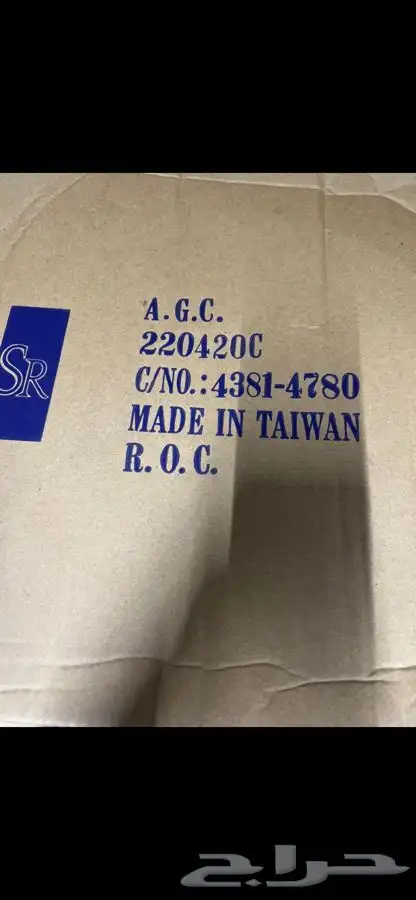 SR
A.G.C.
220420C
C/NO.:4381-4780
MADE IN TAIWAN
R.O.C.
حراج